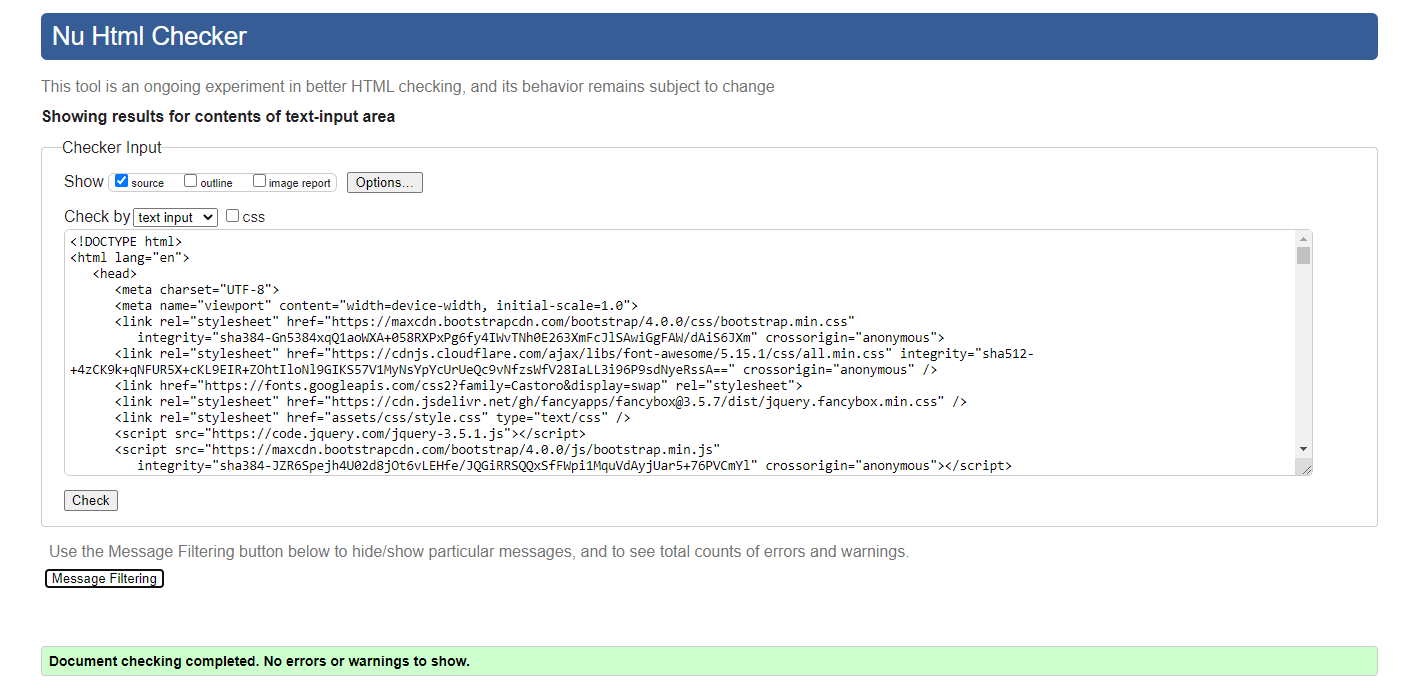 Nu Html Checker
This tool is an ongoing experiment in better HTML checking, and its behavior remains subject to change
Showing results for contents of text-input area
Checker Input
Show source outline image report Options...
Check by text input css
<!DOCTYPE html>
<html lang="en">
<head>
<meta charset="UTF-8">
<meta name="viewport" content="width=device-width, initial-scale=1.0">
<link rel="stylesheet" href="https://maxcdn.bootstrapcdn.com/bootstrap/4.0.0/css/bootstrap.min.css"
integrity="sha384-Gn5384xqQ1aoWXA+058RXPxPg6fy4IWvTNh0E263XmFcJlSAwiGgFAW/dAiS6JXm" crossorigin="anonymous">
<link rel="stylesheet" href="https://cdnjs.cloudflare.com/ajax/libs/font-awesome/5.15.1/css/all.min.css" integrity="sha512-
+4zCK9k+qNFUR5X+cKL9EIR+ZOhtIloNl9GIKS57V1MyNsYpYcUrUeQc9vNfzsWfV28IaLL3i96P9sdNyeRssA==" crossorigin="anonymous" />
<link href="https://fonts.googleapis.com/css2?family=Castoro&display=swap" rel="stylesheet">
<link rel="stylesheet" href="https://cdn.jsdelivr.net/gh/fancyapps/fancybox@3.5.7/dist/jquery.fancybox.min.css" />
<link rel="stylesheet" href="assets/css/style.css" type="text/css" />
<script src="https://code.jquery.com/jquery-3.5.1.js"></script>
<script src="https://maxcdn.bootstrapcdn.com/bootstrap/4.0.0/js/bootstrap.min.js"
integrity="sha384-JZR6Spejh4U02d8jOt6vLEHfe/JQGiRRSQQxSfFWpi1MquVdAyjUar5+76PVCmYl" crossorigin="anonymous"></script>
Check
Use the Message Filtering button below to hide/show particular messages, and to see total counts of errors and warnings.
Message Filtering
Document checking completed. No errors or warnings to show.